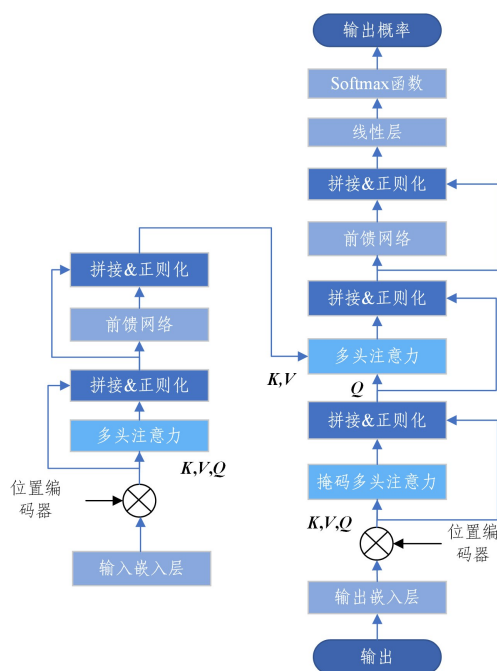 输出概率
Softmax函数
线性层
拼接&正则化
前馈网络
拼接&正则化
多头注意力
K,V
Q
拼接&正则化
掩码多头注意力
K,V,Q
位置编
码器
输出嵌入层
输出
拼接&正则化
前馈网络
拼接&正则化
多头注意力
K,V,Q
位置编
码器
输入嵌入层